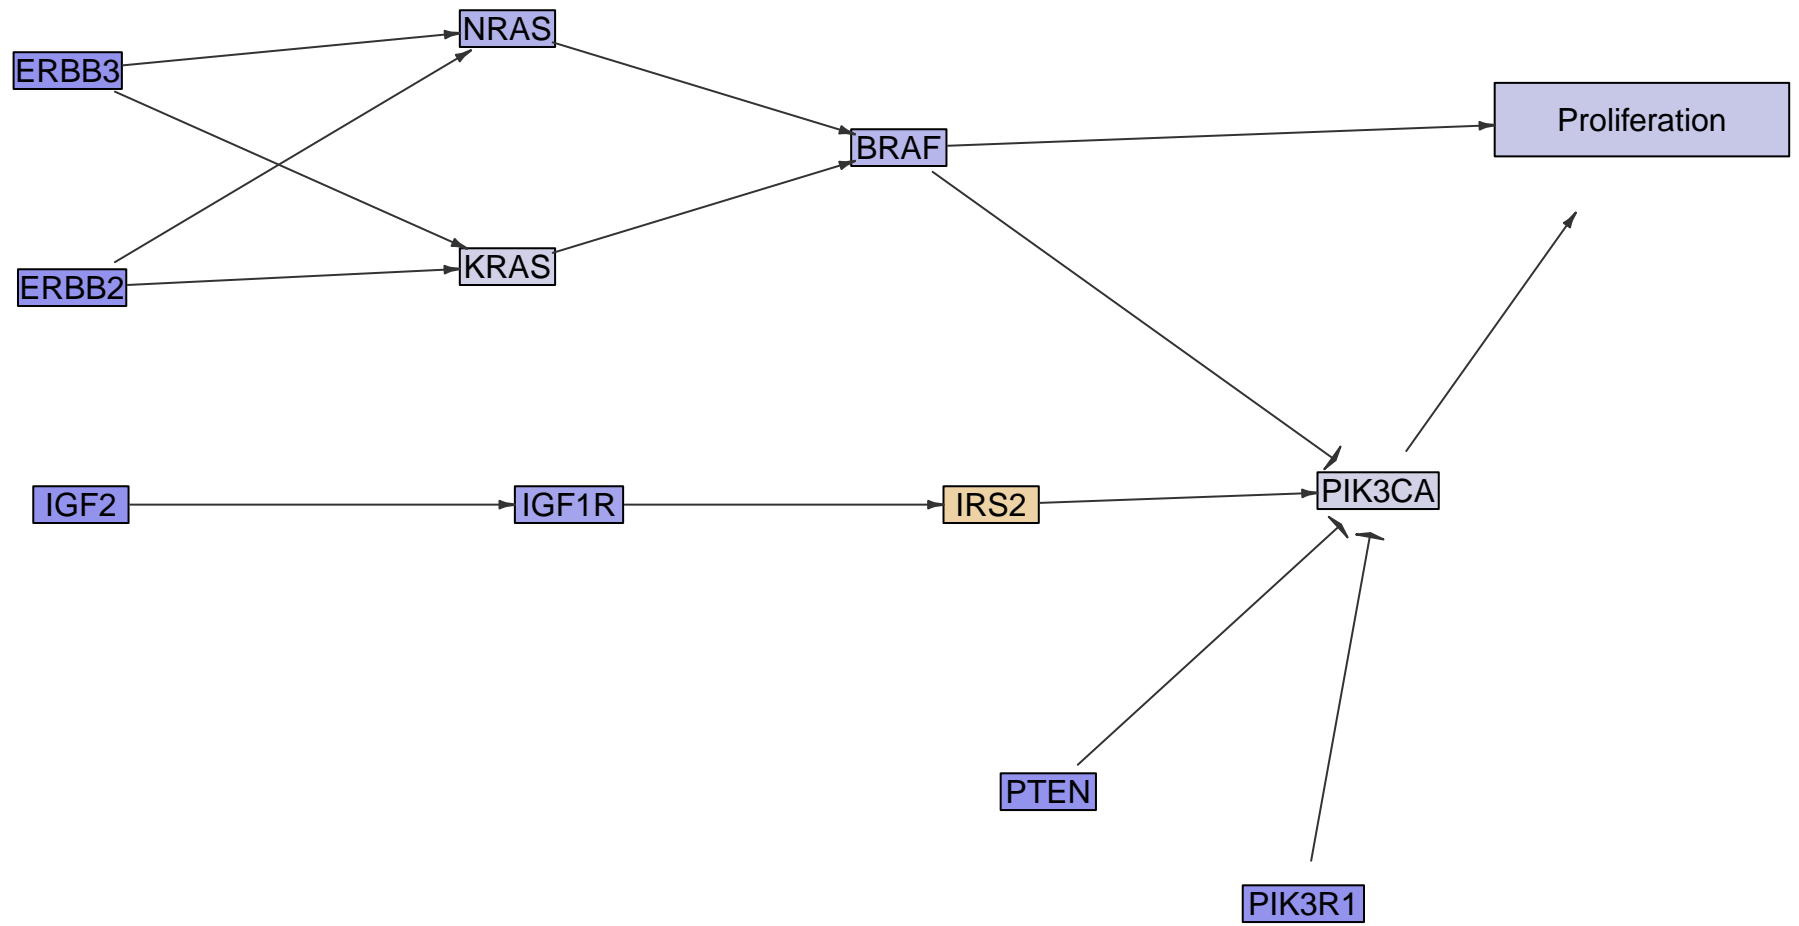 NRAS
ERBB3
Proliferation
BRAF
KRAS
ERBB2
PIK3CA
IGF2
IGF1R
IRS2
PTEN
PIK3R1